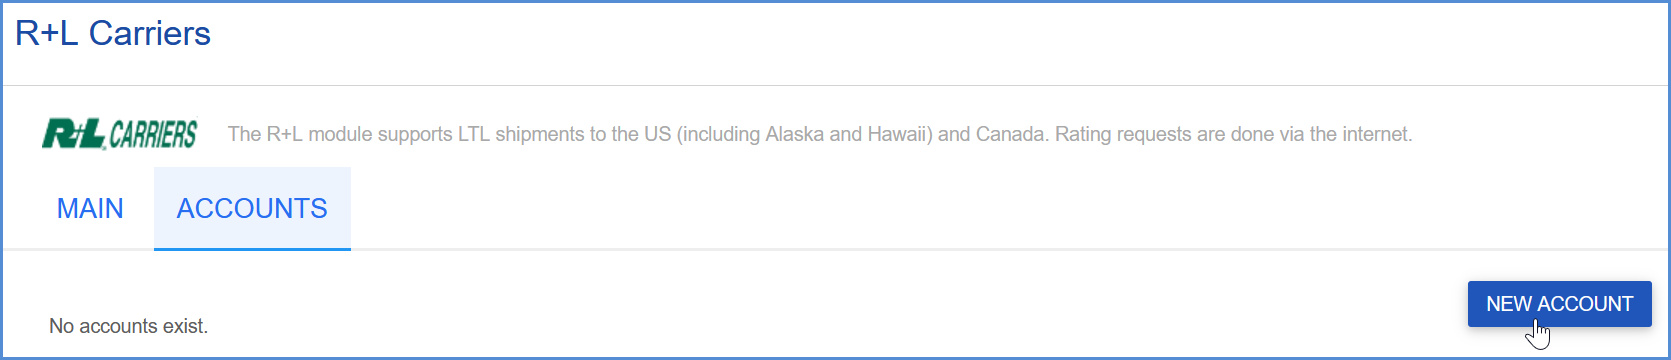 R+L Carriers
R+L CARRIERS
The R+L module supports LTL shipments to the US (including Alaska and Hawaii) and Canada. Rating requests are done via the internet.
MAIN ACCOUNTS
NEW ACCOUNT
No accounts exist.